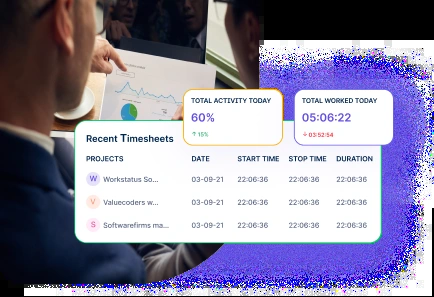 TOTAL ACTIVITY TODAY
60%
↑ 15%
TOTAL WORKED TODAY
05:06:22
↓ 03:52:54
Recent Timesheets
PROJECTS DATE START TIME STOP TIME DURATION
W Workstatus So... 03-09-21 22:06:36 22:06:36 22:06:36
V Valuecoders w... 03-09-21 22:06:36 22:06:36 22:06:36
S Softwarefirms ma... 03-09-21 22:06:36 22:06:36 22:06:36